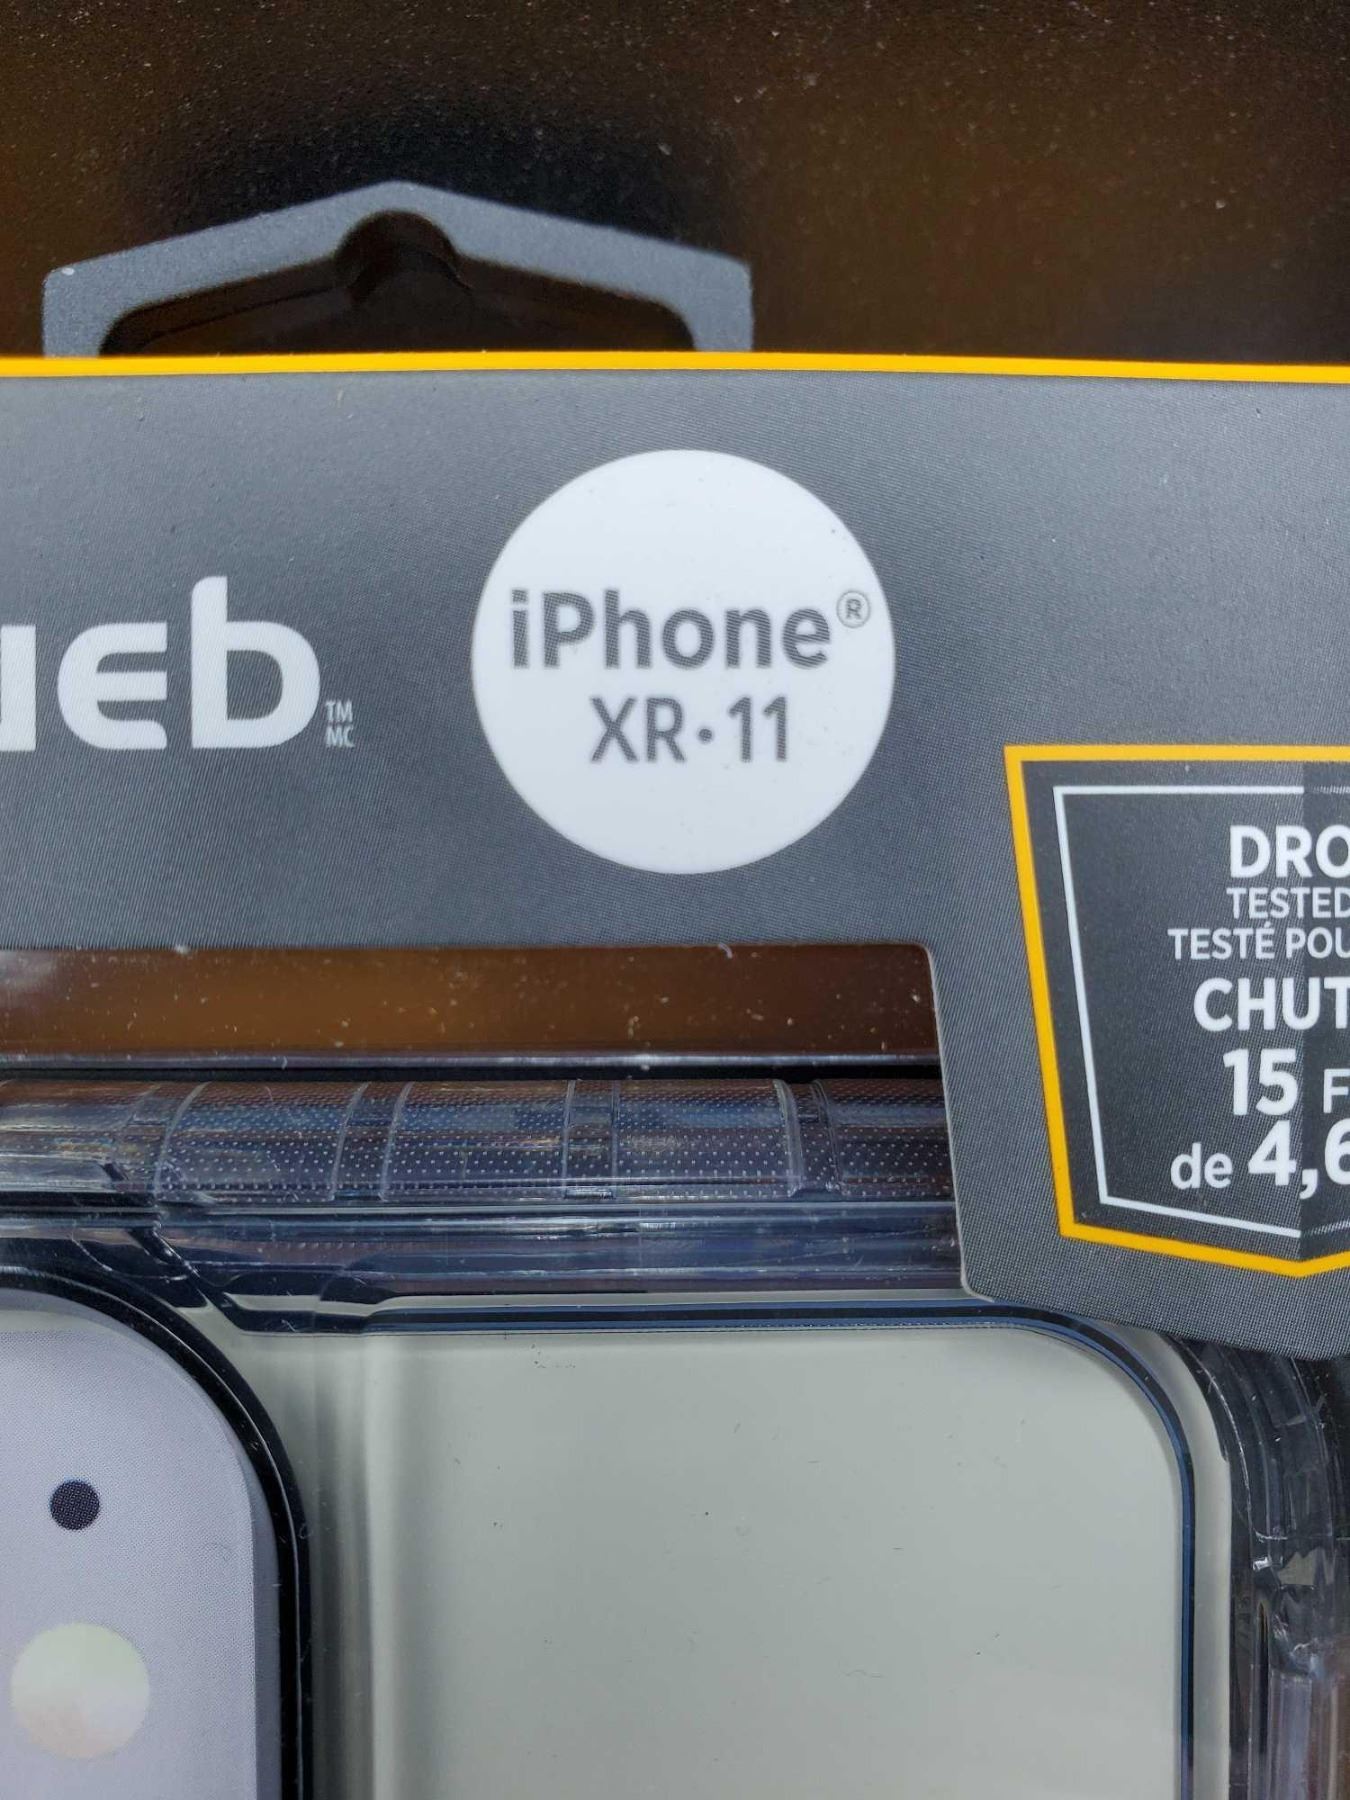 ueb
TM
MC
iPhone®
XR·11
DRO
TESTED
TESTÉ POU
CHUT
15 F
de 4,6